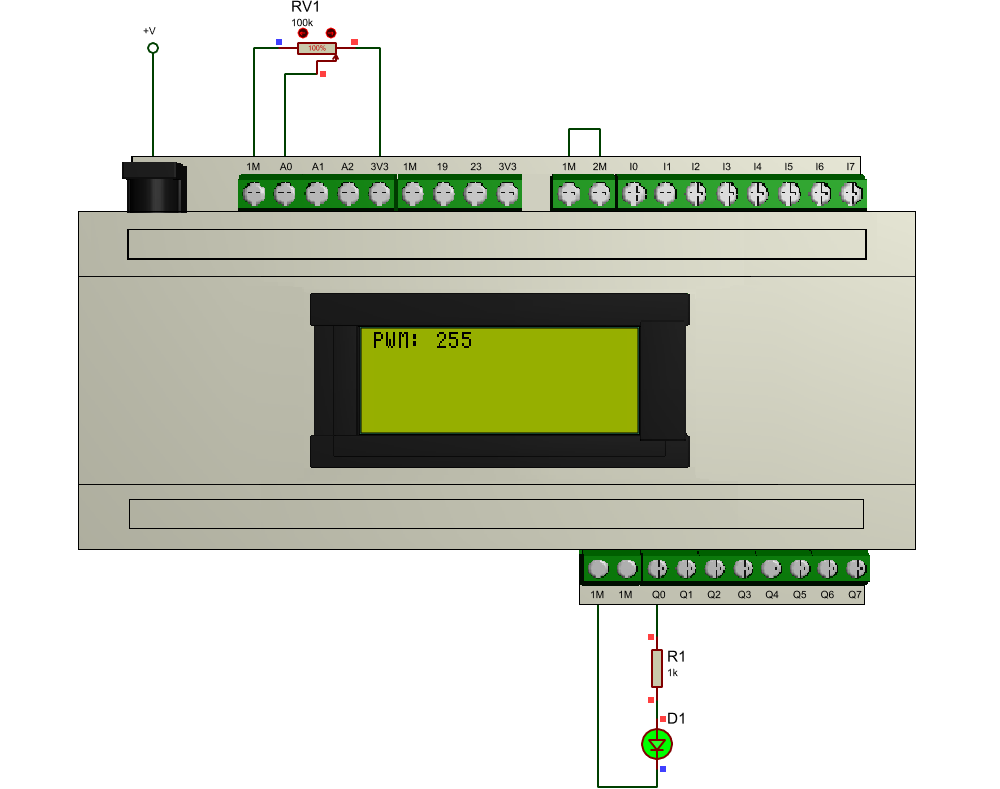 RV1
100k
+V
100%
1M A0 A1 A2 3V3 1M 19 23 3V3 1M 2M I0 I1 I2 I3 I4 I5 I6 I7
PWM: 255
1M 1M Q0 Q1 Q2 Q3 Q4 Q5 Q6 Q7
R1
1k
D1